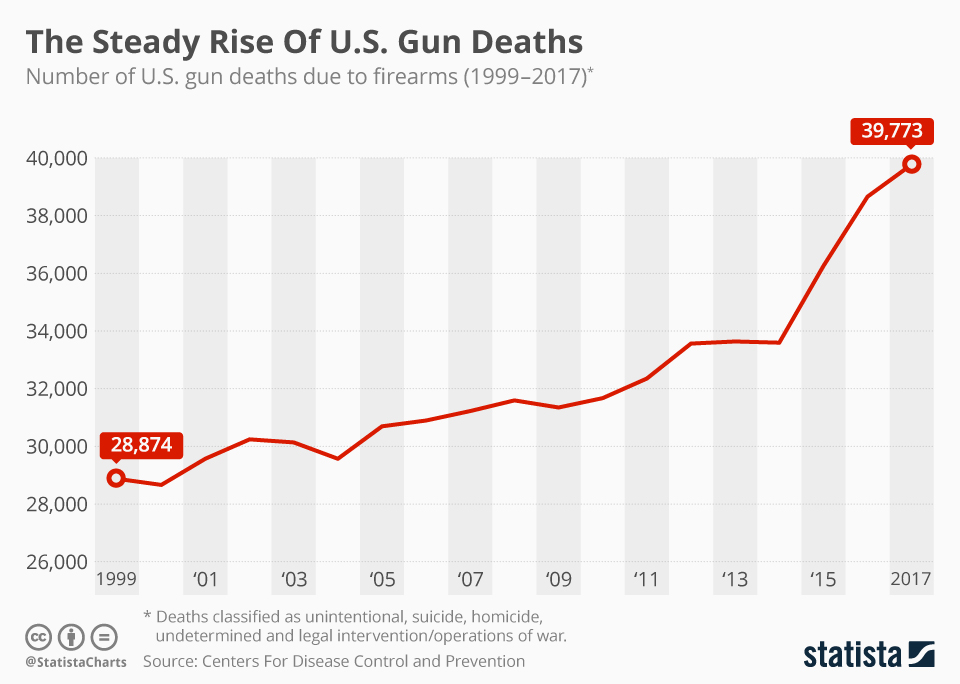 The Steady Rise Of U.S. Gun Deaths
Number of U.S. gun deaths due to firearms (1999–2017)*
39,773
40,000
38,000
36,000
34,000
32,000
30,000
28,874
28,000
26,000
1999 ‘01 ‘03 ‘05 ‘07 ‘09 ‘11 ‘13 ‘15 2017
* Deaths classified as unintentional, suicide, homicide,
undetermined and legal intervention/operations of war.
cc
@StatistaCharts
Source: Centers For Disease Control and Prevention
statista